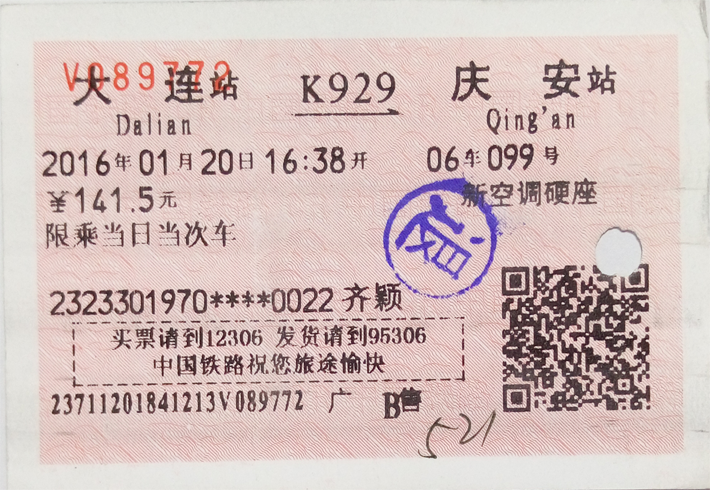 V089772
大连站 K929 庆安站
Dalian Qing'an
2016年01月20日16:38开 06车099号
¥141.5元 新空调硬座
限乘当日当次车
2323301970****0022 齐颖
买票请到12306 发货请到95306
中国铁路祝您旅途愉快
23711201841213V089772 广 B售
521